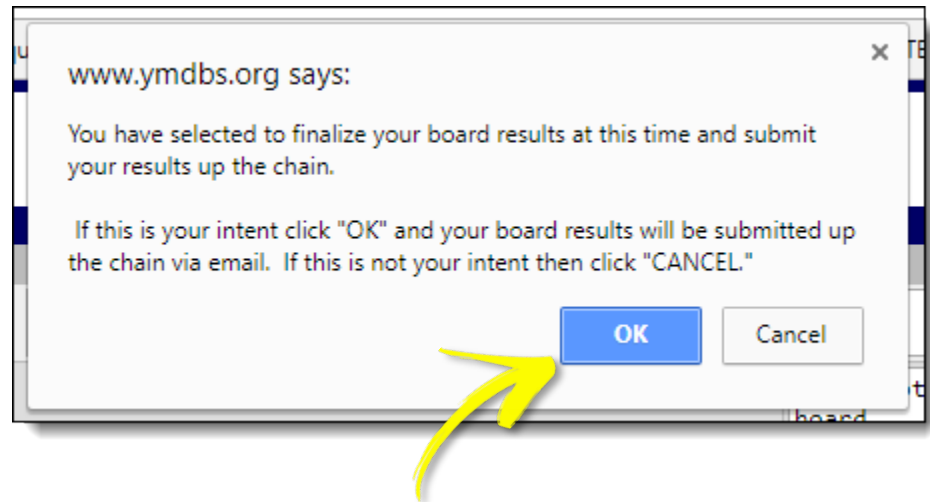 www.ymdbs.org says:
You have selected to finalize your board results at this time and submit
your results up the chain.
If this is your intent click "OK" and your board results will be submitted up
the chain via email.  If this is not your intent then click "CANCEL."
OK Cancel